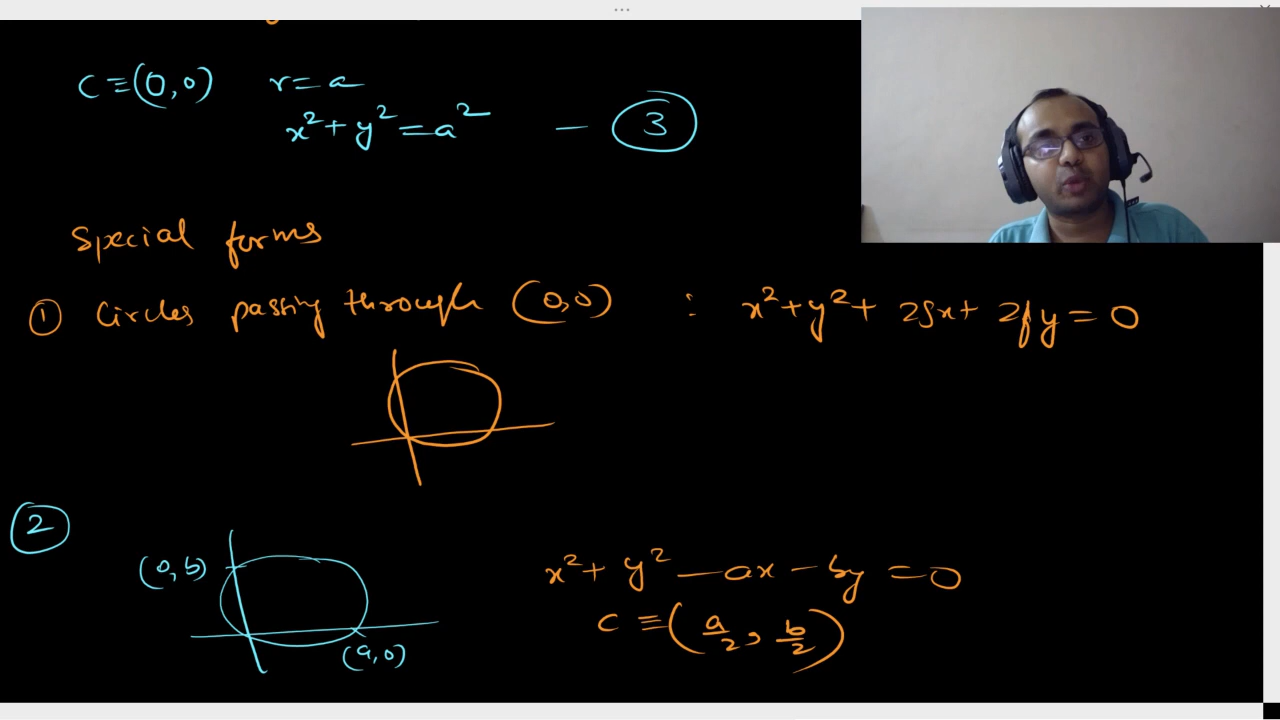 C ≡ (0,0) r = a
x² + y² = a² — ③
Special forms
① Circles passing through (0,0) : x² + y² + 2gx + 2fy = 0
②
(0,b)
(a,0)
x² + y² — ax — by = 0
C ≡ (a/2, b/2)